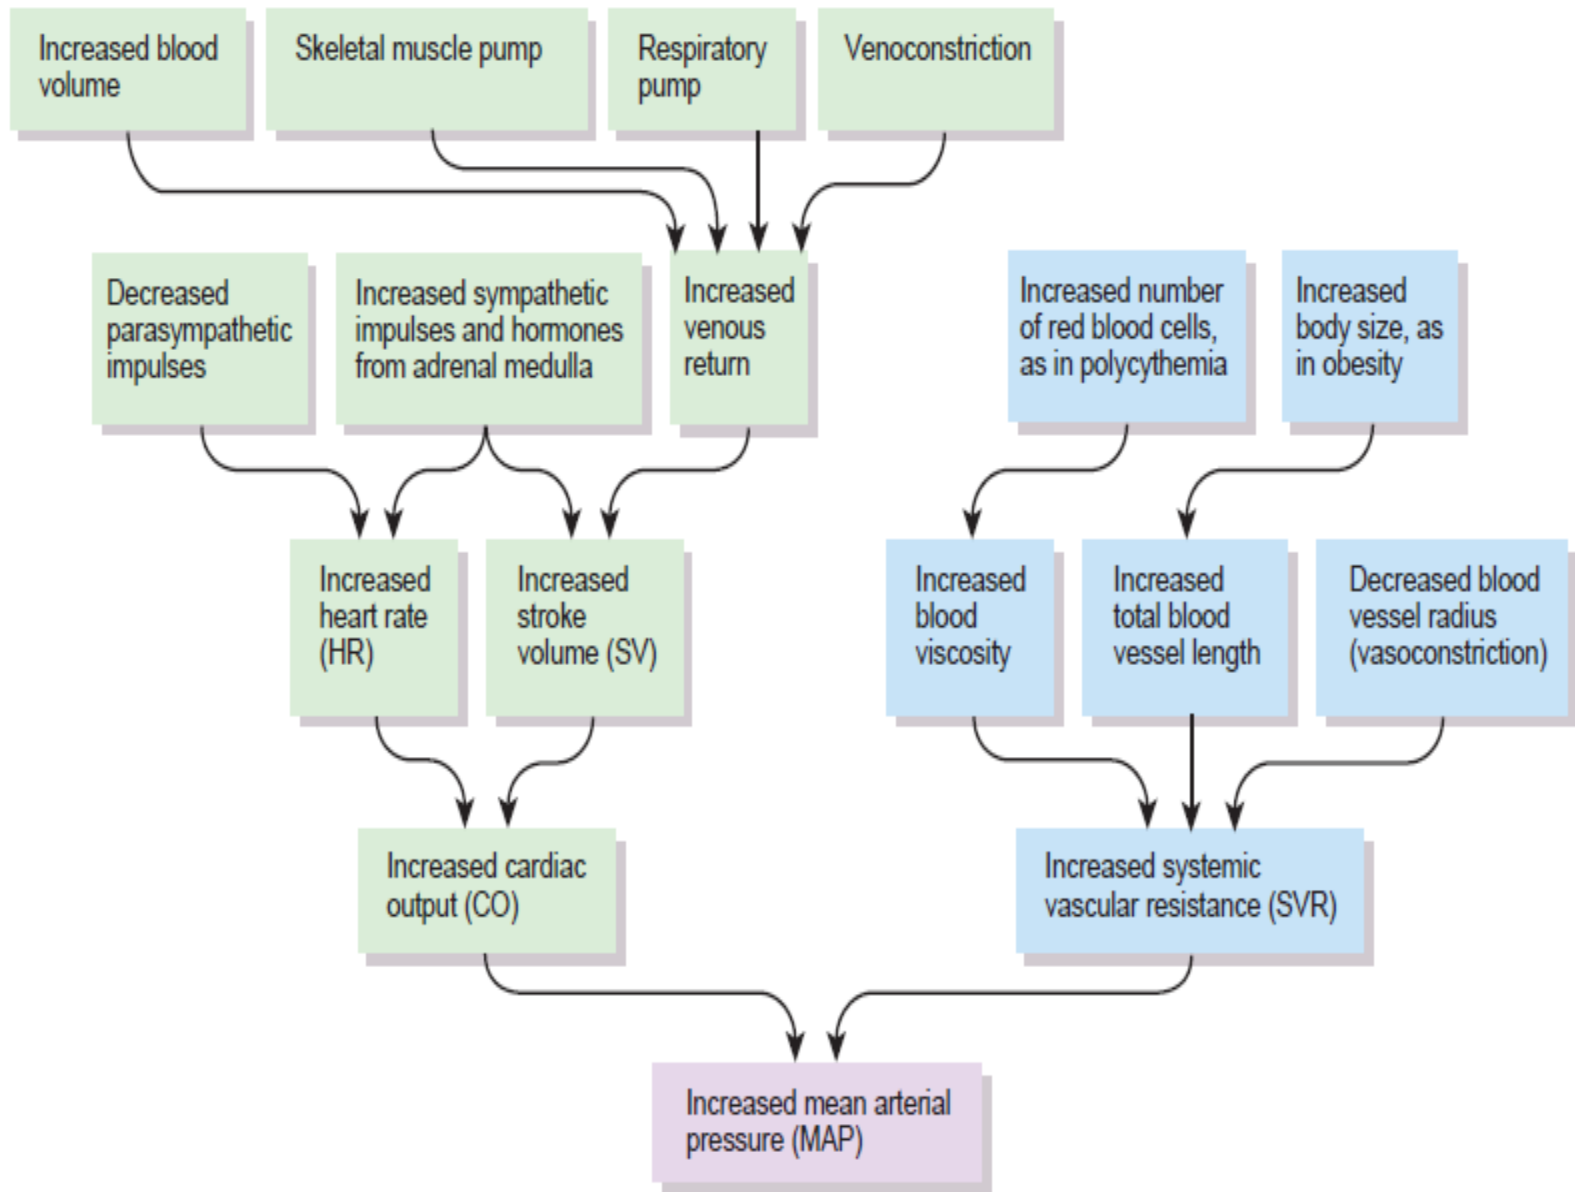 Increased blood
volume
Skeletal muscle pump
Respiratory
pump
Venoconstriction
Decreased
parasympathetic
impulses
Increased sympathetic
impulses and hormones
from adrenal medulla
Increased
venous
return
Increased number
of red blood cells,
as in polycythemia
Increased
body size, as
in obesity
Increased
heart rate
(HR)
Increased
stroke
volume (SV)
Increased
blood
viscosity
Increased
total blood
vessel length
Decreased blood
vessel radius
(vasoconstriction)
Increased cardiac
output (CO)
Increased systemic
vascular resistance (SVR)
Increased mean arterial
pressure (MAP)